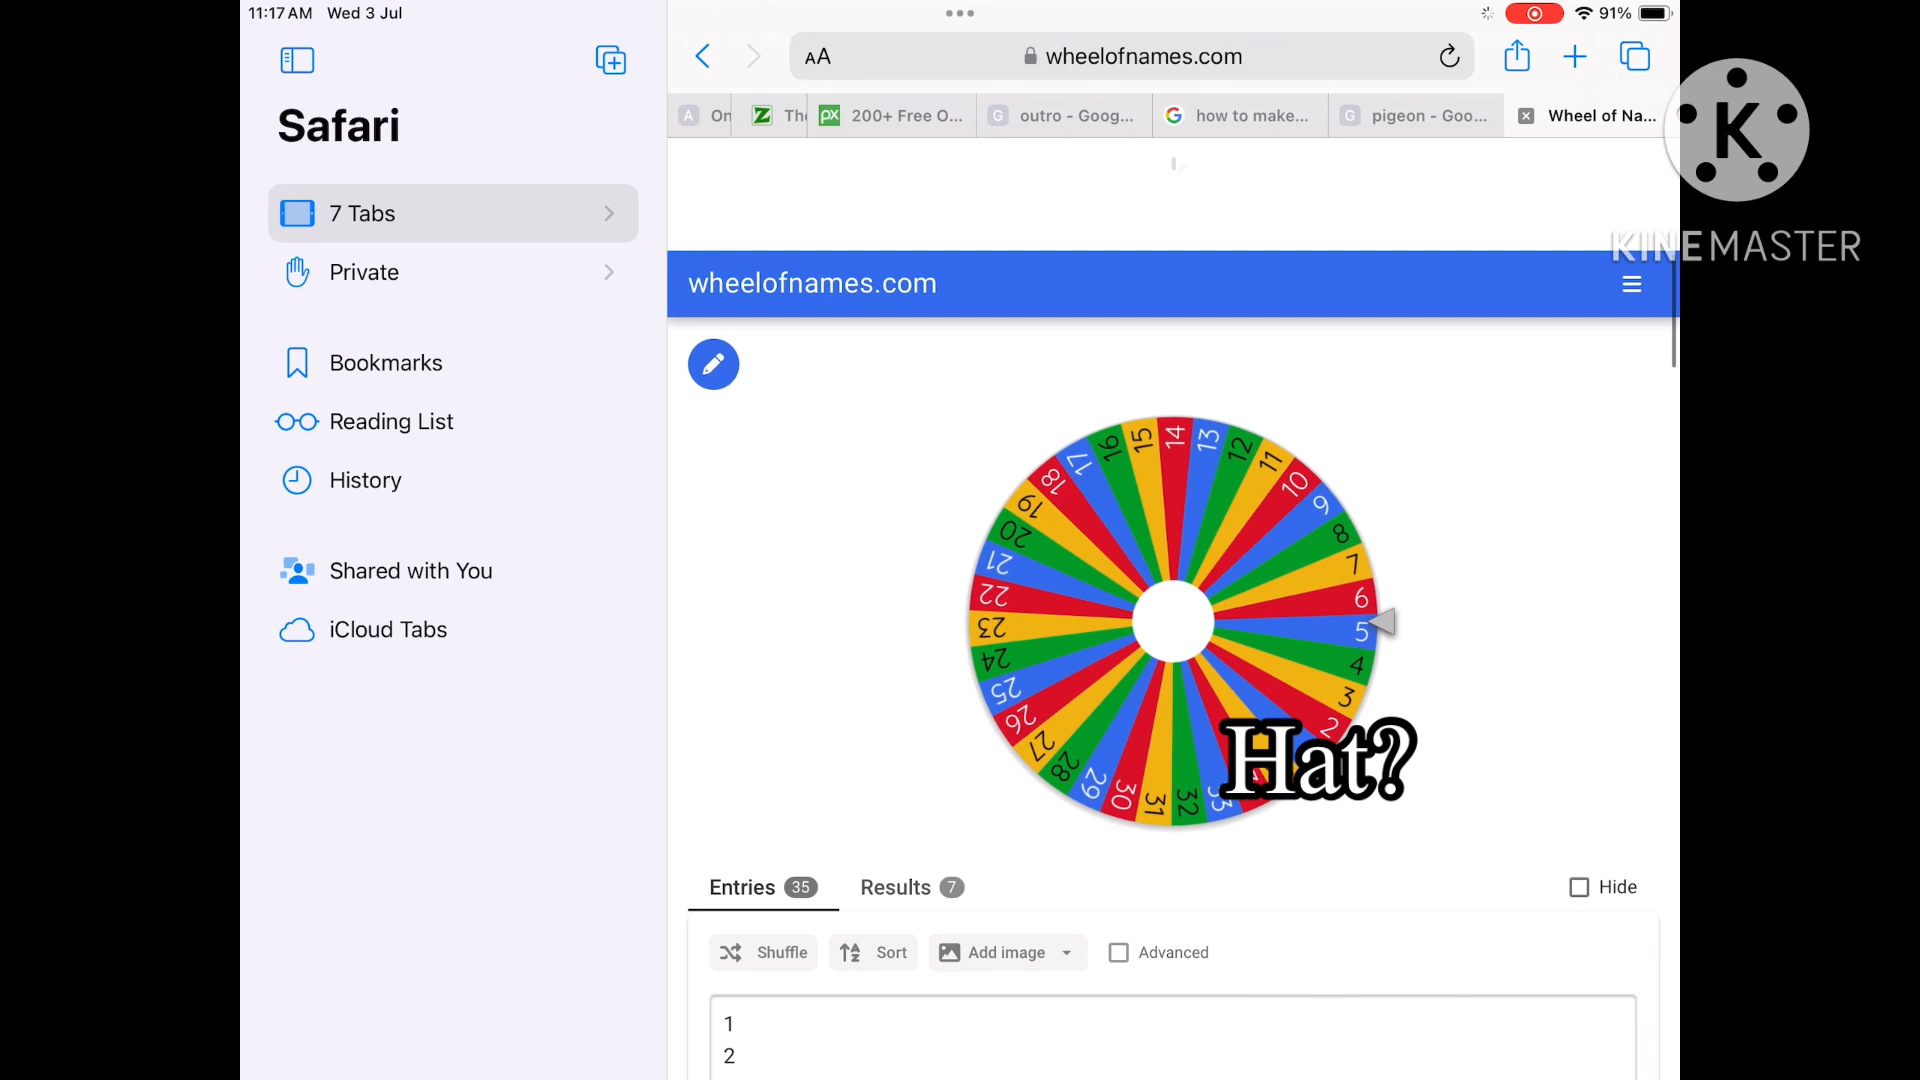 11:17 AM Wed 3 Jul
91%
AA
wheelofnames.com
Safari
On
The
200+ Free O...
outro - Goog...
how to make...
pigeon - Goo...
Wheel of Na...
K
KINEMASTER
7 Tabs
Private
Bookmarks
Reading List
History
Shared with You
iCloud Tabs
wheelofnames.com
2
3
4
5
6
7
8
9
10
11
12
13
14
15
16
17
18
19
20
21
22
23
24
25
26
27
28
29
30
31
32
33
Hat?
Entries 35
Results 7
Hide
Shuffle
Sort
Add image
Advanced
1
2